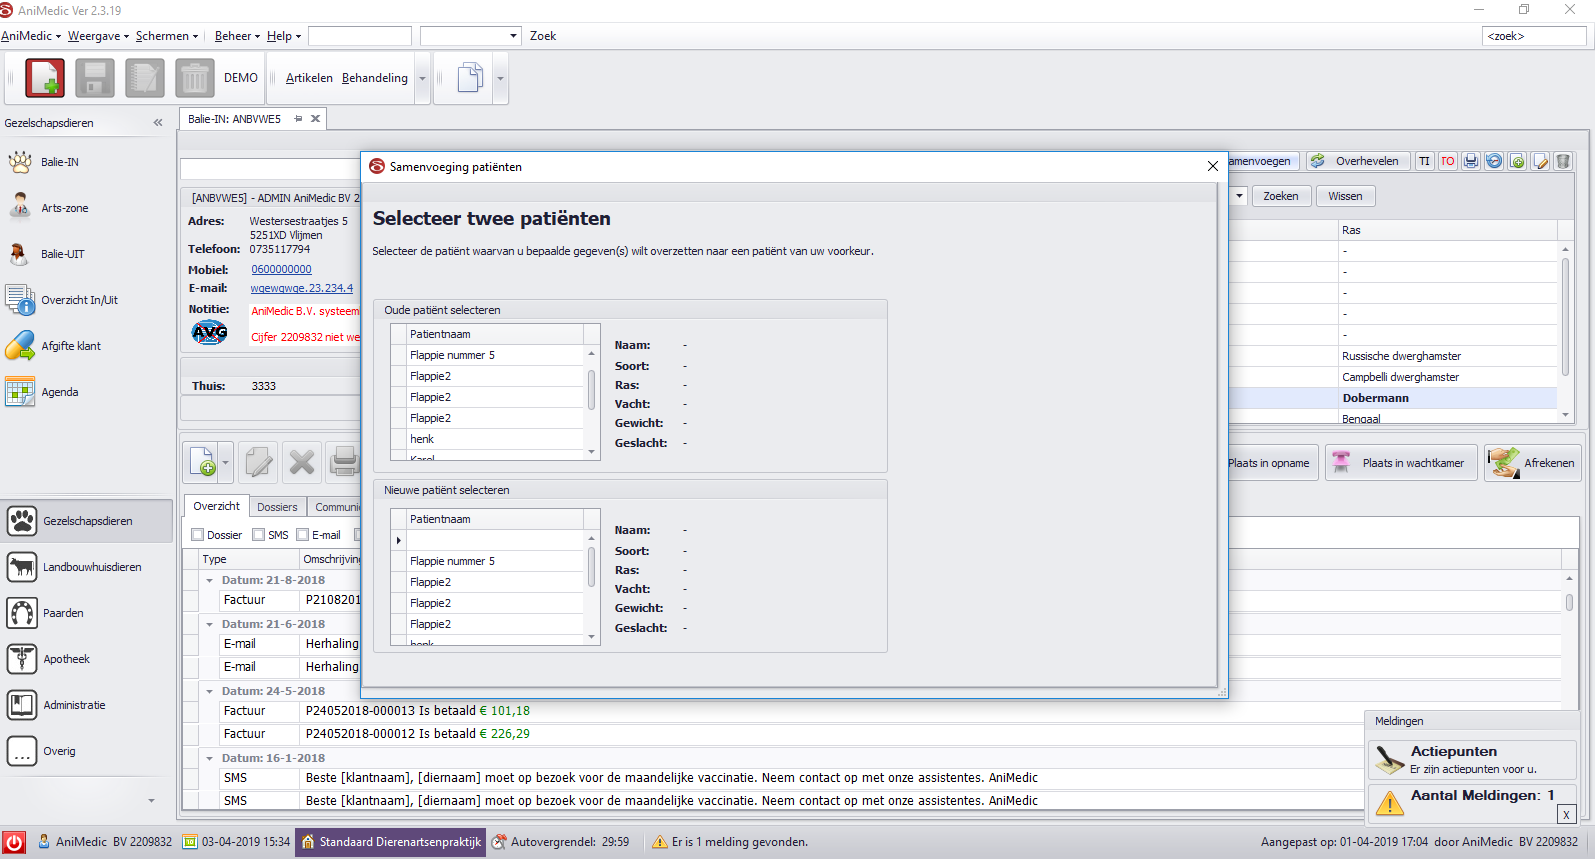 AniMedic Ver 2.3.19
AniMedic Weergave Schermen Beheer Help Zoek <zoek>
DEMO Artikelen Behandeling
Gezelschapsdieren «
Balie-IN: ANBVWE5
Balie-IN
Arts-zone
Balie-UIT
Overzicht In/Uit
Afgifte klant
Agenda
Gezelschapsdieren
Landbouwhuisdieren
Paarden
Apotheek
Administratie
Overig
[ANBVWE5] - ADMIN AniMedic BV 2
Adres: Westersestraatjes 5
5251XD Vlijmen
Telefoon: 0735117794
Mobiel: 0600000000
E-mail: wgewgwge.23.234.4
Notitie: AniMedic B.V. systeem
AVG
Cijfer 2209832 niet we
Thuis: 3333
Samenvoeging patiënten
Selecteer twee patiënten
Selecteer de patiënt waarvan u bepaalde gegeven(s) wilt overzetten naar een patiënt van uw voorkeur.
Oude patiënt selecteren
Patientnaam
Flappie nummer 5
Flappie2
Flappie2
Flappie2
henk
Karel
Naam: -
Soort: -
Ras: -
Vacht: -
Gewicht: -
Geslacht: -
Nieuwe patiënt selecteren
Patientnaam
Flappie nummer 5
Flappie2
Flappie2
Flappie2
henk
Naam: -
Soort: -
Ras: -
Vacht: -
Gewicht: -
Geslacht: -
amenvoegen Overhevelen TI TO
Zoeken Wissen
Ras
-
-
-
-
-
Russische dwerghamster
Campbelli dwerghamster
Dobermann
Bengaal
Plaats in opname Plaats in wachtkamer Afrekenen
Overzicht Dossiers Communi
Dossier SMS E-mail
Type Omschrijving
Datum: 21-8-2018
Factuur P2108201
Datum: 21-6-2018
E-mail Herhaling
E-mail Herhaling
Datum: 24-5-2018
Factuur P24052018-000013 Is betaald € 101,18
Factuur P24052018-000012 Is betaald € 226,29
Datum: 16-1-2018
SMS Beste [klantnaam], [diernaam] moet op bezoek voor de maandelijke vaccinatie. Neem contact op met onze assistentes. AniMedic
SMS Beste [klantnaam], [diernaam] moet op bezoek voor de maandelijke vaccinatie. Neem contact op met onze assistentes. AniMedic
Meldingen
Actiepunten
Er zijn actiepunten voor u.
Aantal Meldingen: 1
X
AniMedic BV 2209832 03-04-2019 15:34 Standaard Dierenartsenpraktijk Autovergrendel: 29:59 Er is 1 melding gevonden. Aangepast op: 01-04-2019 17:04 door AniMedic BV 2209832